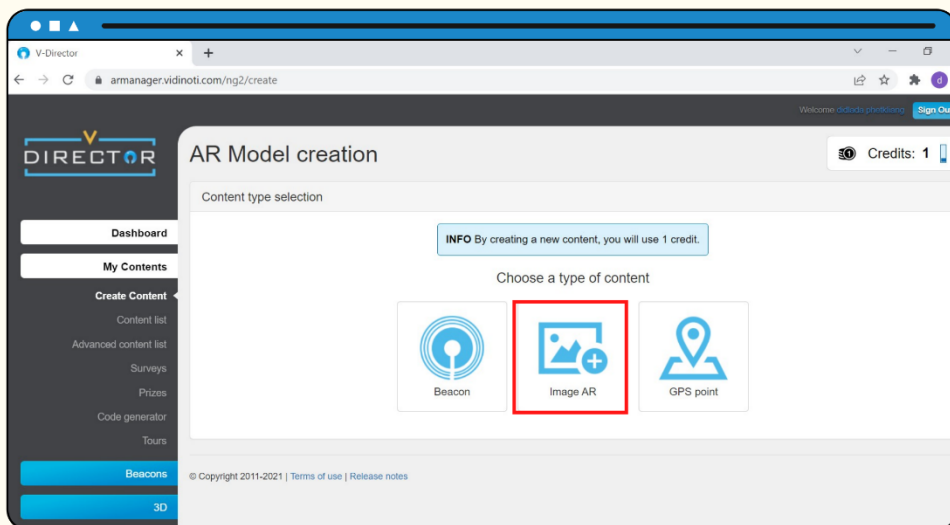 V-Director
armanager.vidinoti.com/ng2/create
d
Welcome
Sign Ou
V
DIRECTOR
AR Model creation
Credits: 1
Content type selection
Dashboard
INFO By creating a new content, you will use 1 credit.
My Contents
Choose a type of content
Create Content
Content list
Advanced content list
Surveys
Prizes
Code generator
Tours
Beacon
Image AR
GPS point
Beacons
© Copyright 2011-2021 | Terms of use | Release notes
3D